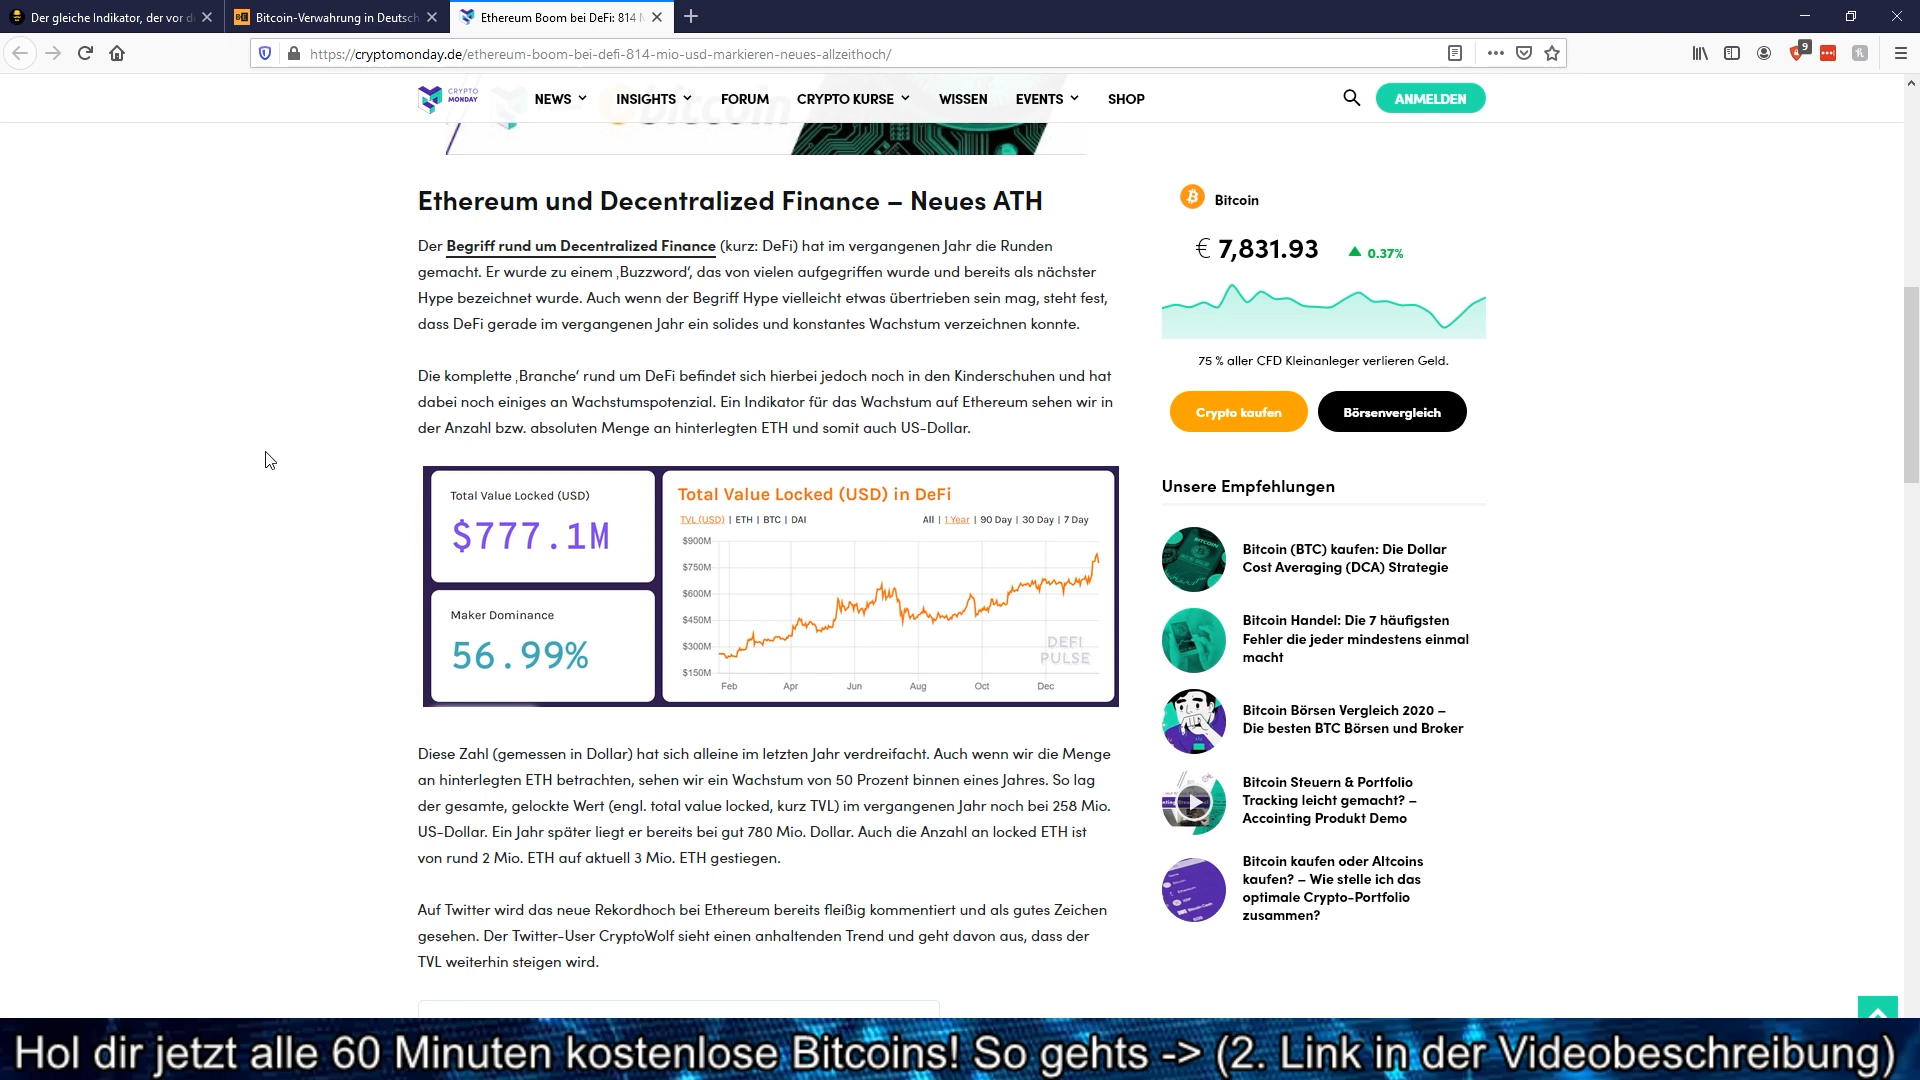 Der gleiche Indikator, der vor d
Bitcoin-Verwahrung in Deutsch
Ethereum Boom bei DeFi: 814
https://cryptomonday.de/ethereum-boom-bei-defi-814-mio-usd-markieren-neues-allzeithoch/
9
CRYPTO
MONDAY
NEWS
INSIGHTS
FORUM
CRYPTO KURSE
WISSEN
EVENTS
SHOP
ANMELDEN
bitcoin
Ethereum und Decentralized Finance – Neues ATH
Der Begriff rund um Decentralized Finance (kurz: DeFi) hat im vergangenen Jahr die Runden
gemacht. Er wurde zu einem ‚Buzzword‘, das von vielen aufgegriffen wurde und bereits als nächster
Hype bezeichnet wurde. Auch wenn der Begriff Hype vielleicht etwas übertrieben sein mag, steht fest,
dass DeFi gerade im vergangenen Jahr ein solides und konstantes Wachstum verzeichnen konnte.
Die komplette ‚Branche‘ rund um DeFi befindet sich hierbei jedoch noch in den Kinderschuhen und hat
dabei noch einiges an Wachstumspotenzial. Ein Indikator für das Wachstum auf Ethereum sehen wir in
der Anzahl bzw. absoluten Menge an hinterlegten ETH und somit auch US-Dollar.
Total Value Locked (USD)
$777.1M
Maker Dominance
56.99%
Total Value Locked (USD) in DeFi
TVL (USD) | ETH | BTC | DAI
All | 1 Year | 90 Day | 30 Day | 7 Day
$900M
$750M
$600M
$450M
$300M
$150M
DEFI
PULSE
Feb
Apr
Jun
Aug
Oct
Dec
Diese Zahl (gemessen in Dollar) hat sich alleine im letzten Jahr verdreifacht. Auch wenn wir die Menge
an hinterlegten ETH betrachten, sehen wir ein Wachstum von 50 Prozent binnen eines Jahres. So lag
der gesamte, gelockte Wert (engl. total value locked, kurz TVL) im vergangenen Jahr noch bei 258 Mio.
US-Dollar. Ein Jahr später liegt er bereits bei gut 780 Mio. Dollar. Auch die Anzahl an locked ETH ist
von rund 2 Mio. ETH auf aktuell 3 Mio. ETH gestiegen.
Auf Twitter wird das neue Rekordhoch bei Ethereum bereits fleißig kommentiert und als gutes Zeichen
gesehen. Der Twitter-User CryptoWolf sieht einen anhaltenden Trend und geht davon aus, dass der
TVL weiterhin steigen wird.
Bitcoin
€ 7,831.93
0.37%
75 % aller CFD Kleinanleger verlieren Geld.
Crypto kaufen
Börsenvergleich
Unsere Empfehlungen
Bitcoin (BTC) kaufen: Die Dollar
Cost Averaging (DCA) Strategie
Bitcoin Handel: Die 7 häufigsten
Fehler die jeder mindestens einmal
macht
Bitcoin Börsen Vergleich 2020 –
Die besten BTC Börsen und Broker
Bitcoin Steuern & Portfolio
Tracking leicht gemacht? –
Accointing Produkt Demo
Bitcoin kaufen oder Altcoins
kaufen? – Wie stelle ich das
optimale Crypto-Portfolio
zusammen?
Hol dir jetzt alle 60 Minuten kostenlose Bitcoins! So gehts -> (2. Link in der Videobeschreibung)